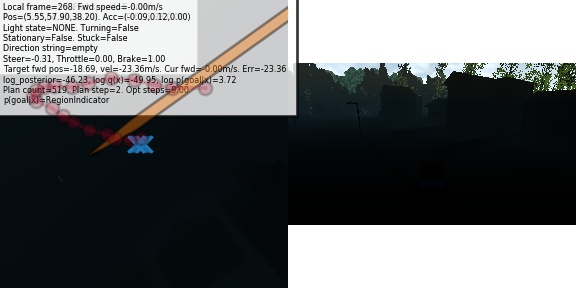 Local frame=268. Fwd speed=-0.00m/s
Pos=(5.55,57.90,38.20). Acc=(-0.09,0.12,0.00)
Light state=NONE. Turning=False
Stationary=False. Stuck=False
Direction string=empty
Steer=-0.31, Throttle=0.00, Brake=1.00
Target fwd pos=-18.69, vel=-23.36m/s. Cur fwd=-0.00m/s. Err=-23.36
log_posterior=-46.23, log q(x)=-49.95, log p(goal|x)=3.72
Plan count=519, Plan step=2. Opt steps=9.00
p(goal|x)=RegionIndicator